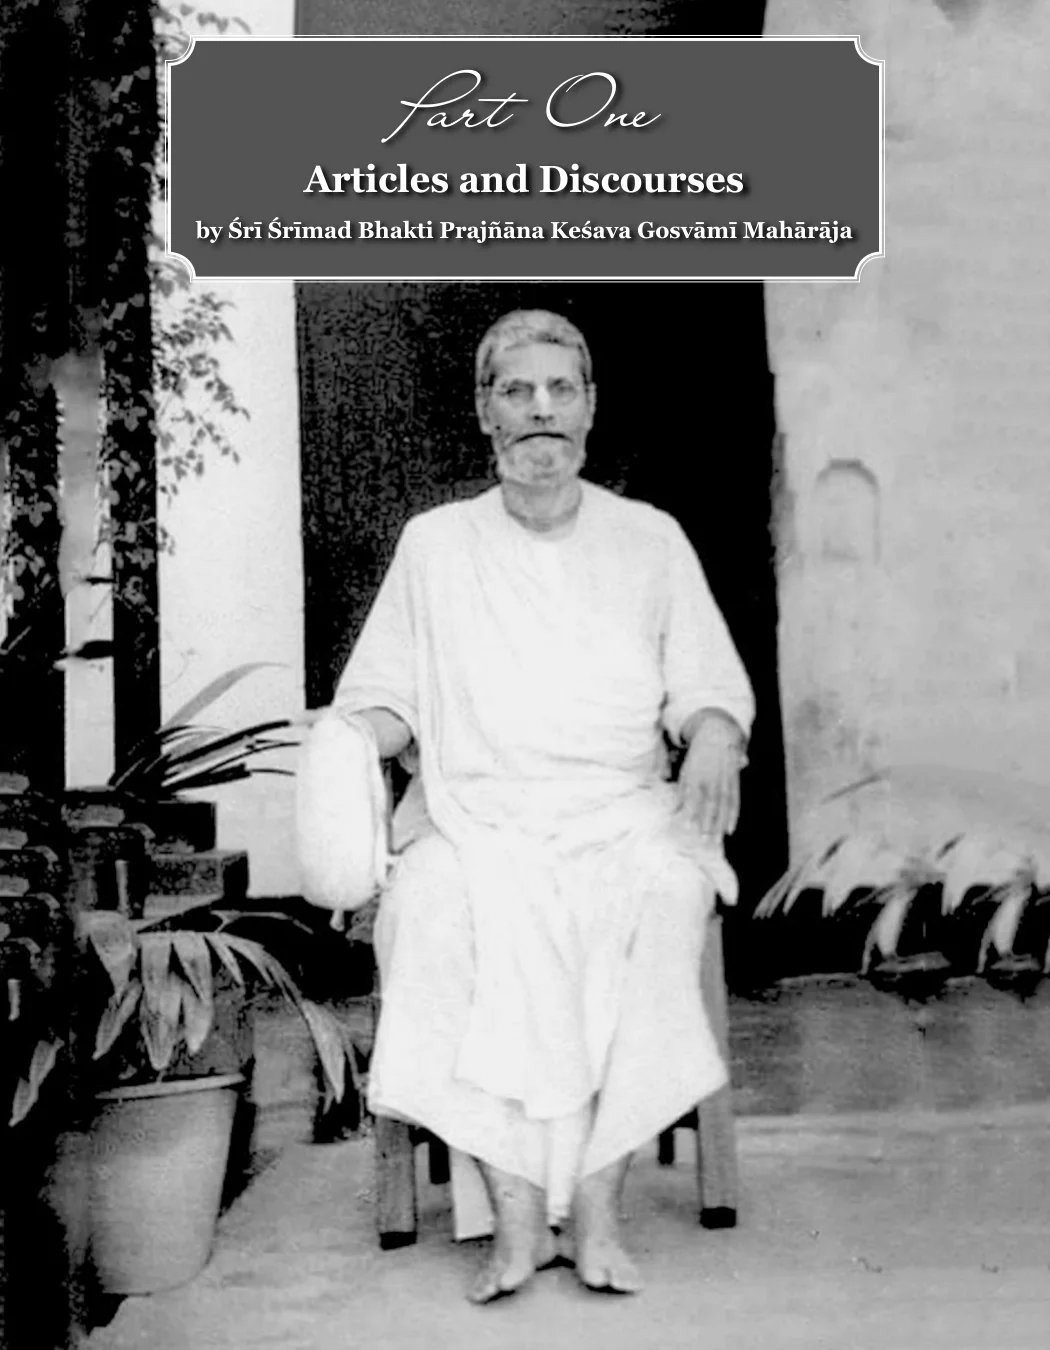 Part One
Articles and Discourses
by Śrī Śrīmad Bhakti Prajñāna Keśava Gosvāmī Mahārāja